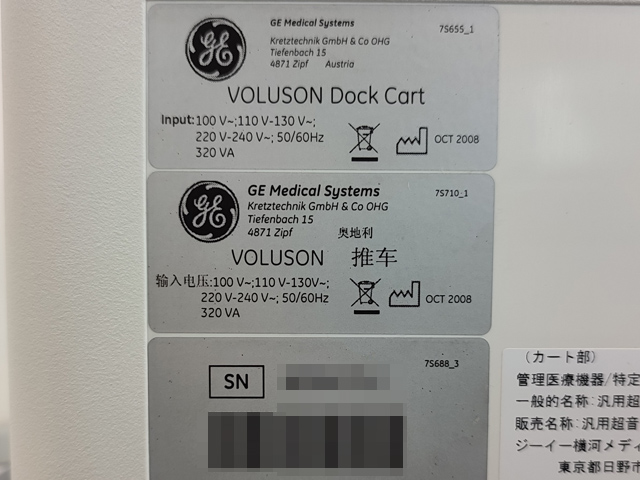 GE
GE Medical Systems
7S655_1
Kretztechnik GmbH & Co OHG
Tiefenbach 15
4871 Zipf Austria
VOLUSON Dock Cart
Input: 100 V~;110 V-130 V~;
220 V-240 V~; 50/60Hz
320 VA
OCT 2008
GE
GE Medical Systems
7S710_1
Kretztechnik GmbH & Co OHG
Tiefenbach 15
4871 Zipf 奥地利
VOLUSON 推车
输入电压:100 V~;110 V-130V~;
220 V-240 V~; 50/60Hz
320 VA
OCT 2008
7S688_3
SN
（カート部）
管理医療機器/特定
一般的名称:汎用超
販売名称:汎用超音
ジーイー横河メディ
東京都日野市